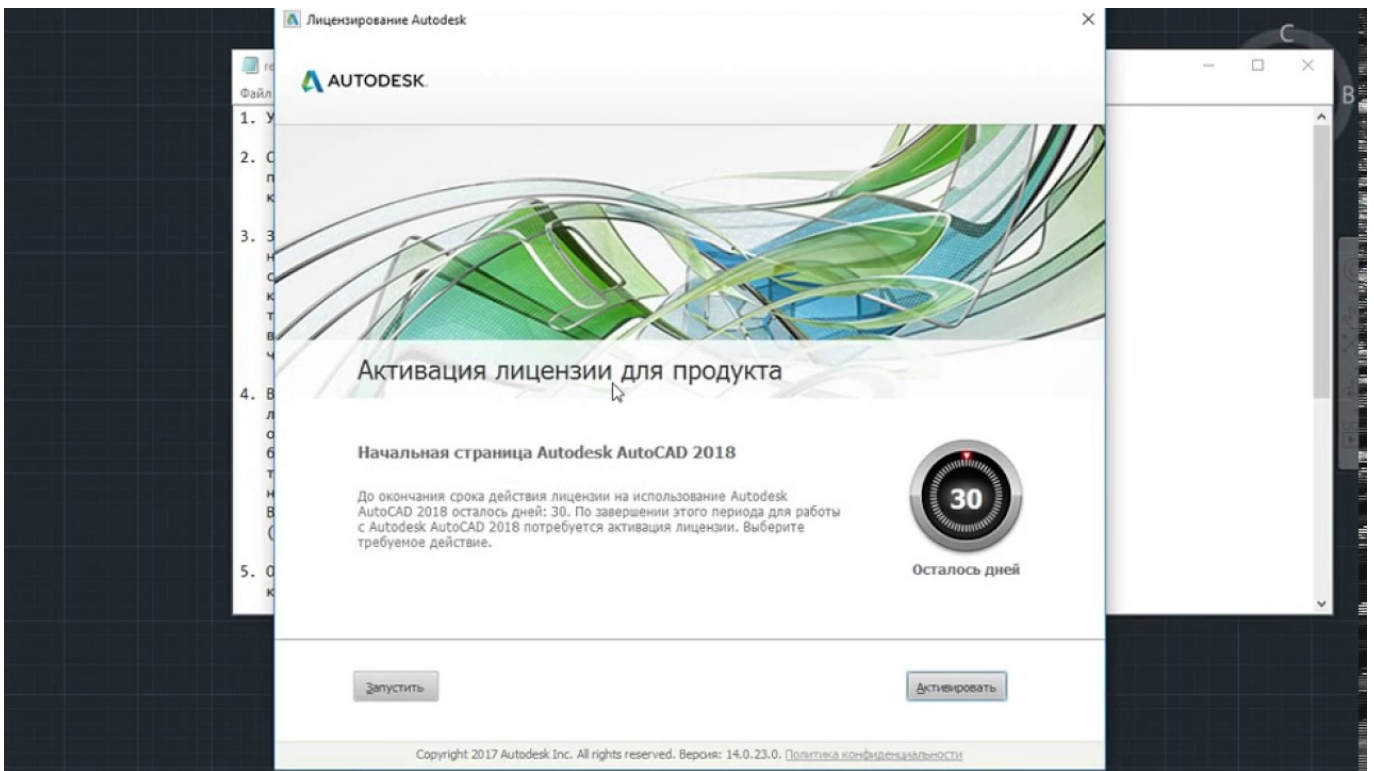 Лицензирование Autodesk
AUTODESK.
Файл
1.
2.
3.
4.
5.
С
В
Активация лицензии для продукта
Начальная страница Autodesk AutoCAD 2018
До окончания срока действия лицензии на использование Autodesk
AutoCAD 2018 осталось дней: 30. По завершении этого периода для работы
с Autodesk AutoCAD 2018 потребуется активация лицензии. Выберите
требуемое действие.
30
Осталось дней
Запустить
Активировать
Copyright 2017 Autodesk Inc. All rights reserved. Версия: 14.0.23.0. Политика конфиденциальности